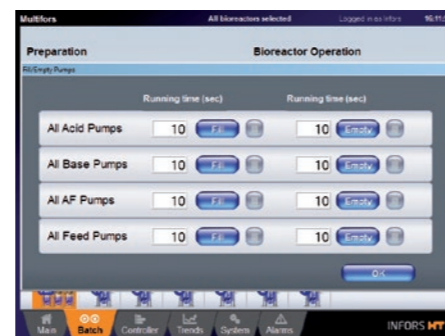 Multifors All bioreactors selected Logged in as Infors 16:11:
Preparation Bioreactor Operation
Fill/Empty Pumps
Running time (sec) Running time (sec)
All Acid Pumps 10 Fill 10 Empty
All Base Pumps 10 Fill 10 Empty
All AF Pumps 10 Fill 10 Empty
All Feed Pumps 10 Fill 10 Empty
OK
Main Batch Controller Trends System Alarms INFORS HT